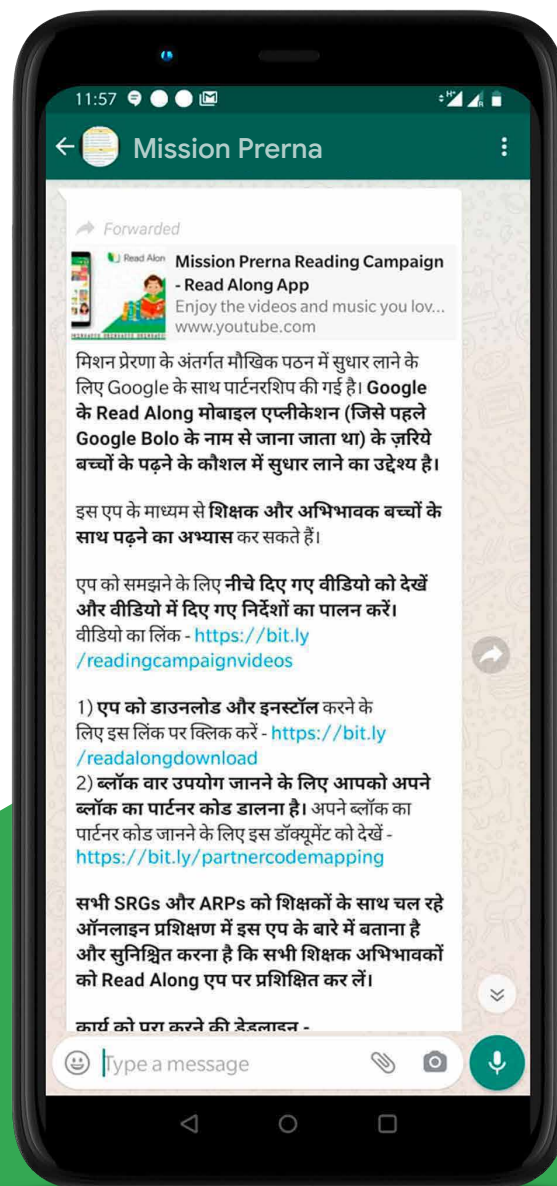 11:57
Mission Prerna
Forwarded
Read Alon
Mission Prerna Reading Campaign
- Read Along App
Enjoy the videos and music you lov...
www.youtube.com
मिशन प्रेरणा के अंतर्गत मौखिक पठन में सुधार लाने के
लिए Google के साथ पार्टनरशिप की गई है। Google
के Read Along मोबाइल एप्लीकेशन (जिसे पहले
Google Bolo के नाम से जाना जाता था) के ज़रिये
बच्चों के पढ़ने के कौशल में सुधार लाने का उद्देश्य है।
इस एप के माध्यम से शिक्षक और अभिभावक बच्चों के
साथ पढ़ने का अभ्यास कर सकते हैं।
एप को समझने के लिए नीचे दिए गए वीडियो को देखें
और वीडियो में दिए गए निर्देशों का पालन करें।
वीडियो का लिंक - https://bit.ly
/readingcampaignvideos
1) एप को डाउनलोड और इनस्टॉल करने के
लिए इस लिंक पर क्लिक करें - https://bit.ly
/readalongdownload
2) ब्लॉक वार उपयोग जानने के लिए आपको अपने
ब्लॉक का पार्टनर कोड डालना है। अपने ब्लॉक का
पार्टनर कोड जानने के लिए इस डॉक्यूमेंट को देखें -
https://bit.ly/partnercodemapping
सभी SRGs और ARPs को शिक्षकों के साथ चल रहे
ऑनलाइन प्रशिक्षण में इस एप के बारे में बताना है
और सुनिश्चित करना है कि सभी शिक्षक अभिभावकों
को Read Along एप पर प्रशिक्षित कर लें।
कार्य को पूरा करने की डेडलाइन -
Type a message